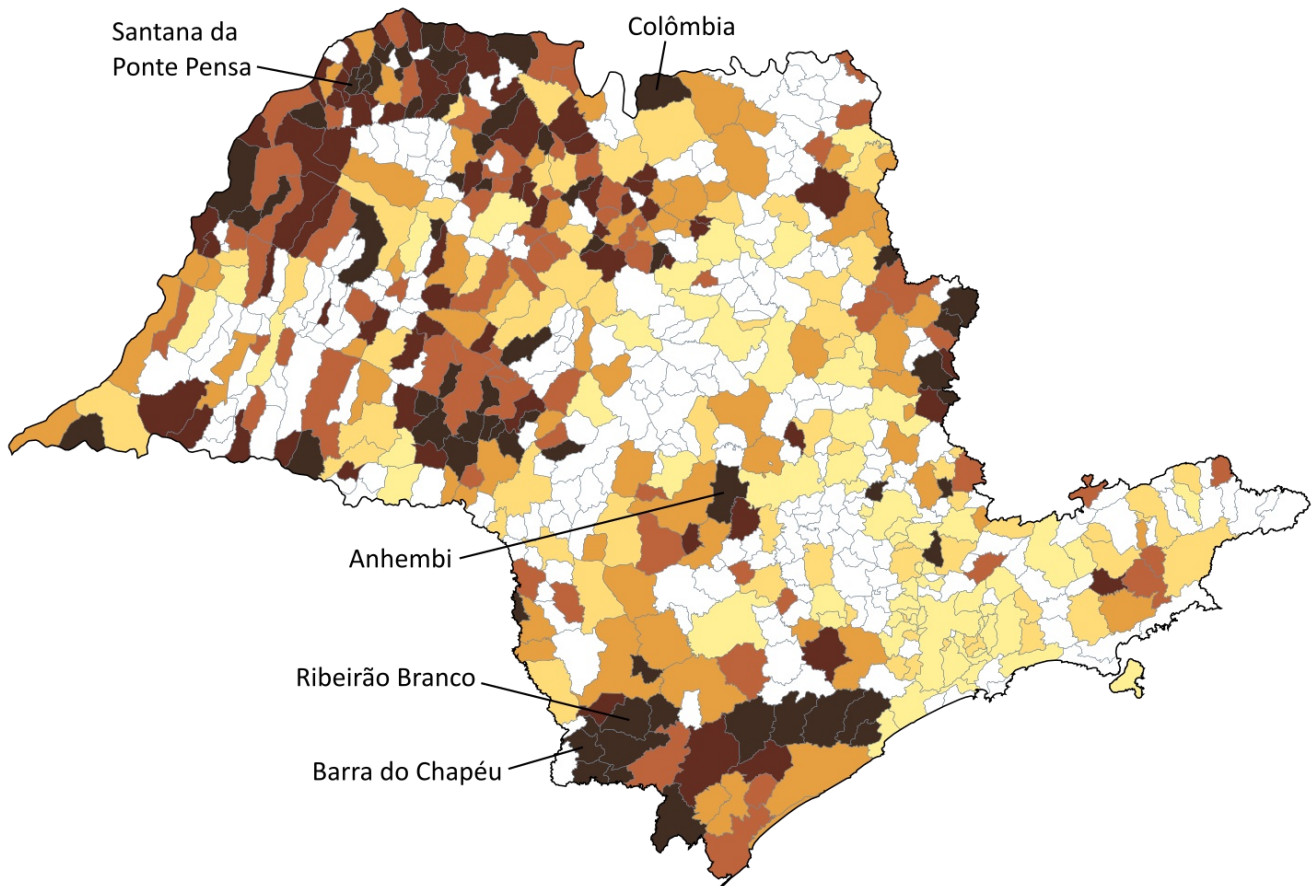 Santana da
Ponte Pensa
Colômbia
Anhembi
Ribeirão Branco
Barra do Chapéu